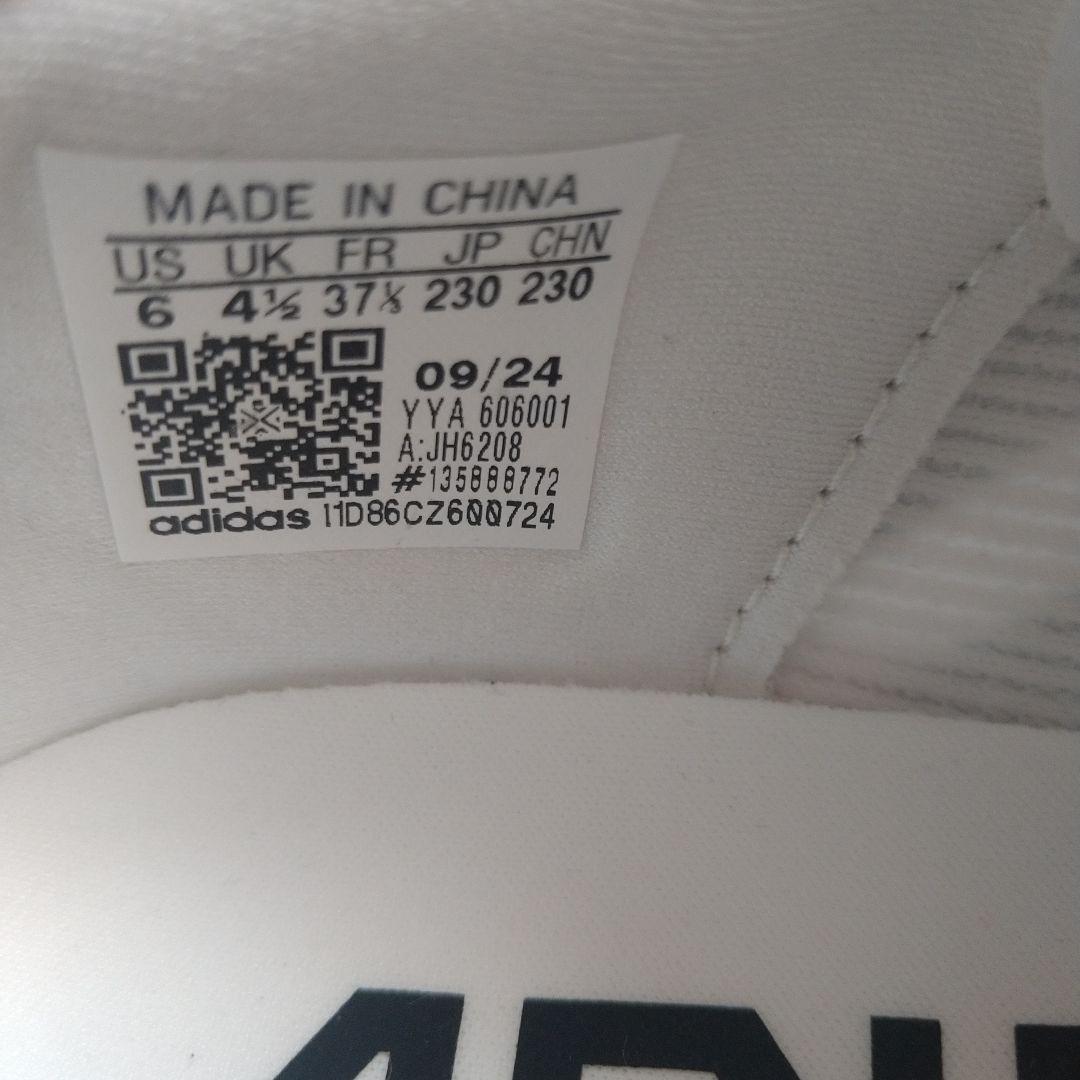 MADE IN CHINA
US UK FR JP CHN
6 4½ 37⅓ 230 230
09/24
YYA 606001
A:JH6208
#135888772
adidas 11D86CZ600724